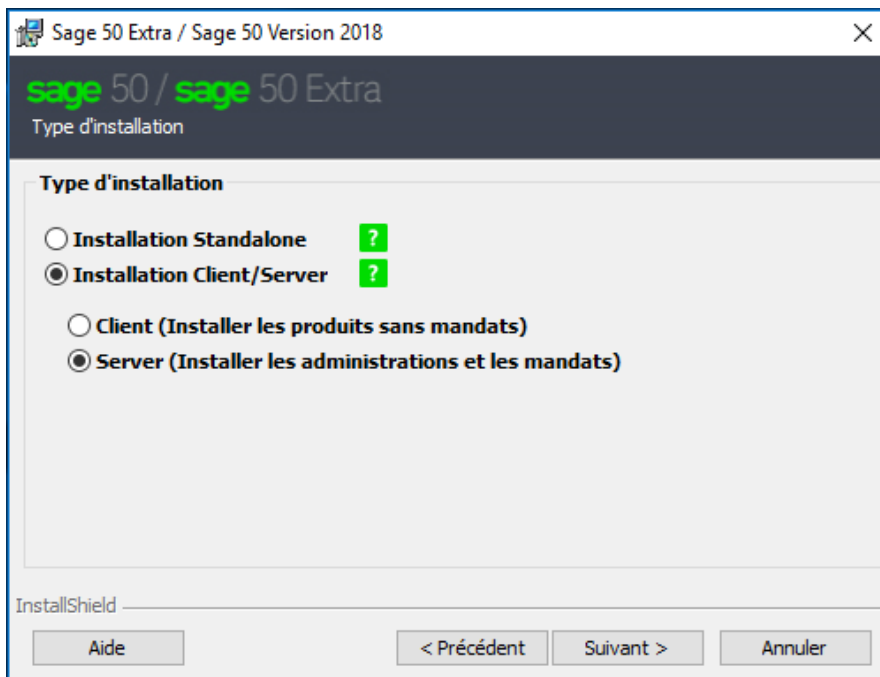 Sage 50 Extra / Sage 50 Version 2018
sage 50 / sage 50 Extra
Type d'installation
Type d'installation
Installation Standalone ?
Installation Client/Server ?
Client (Installer les produits sans mandats)
Server (Installer les administrations et les mandats)
InstallShield
Aide < Précédent Suivant > Annuler